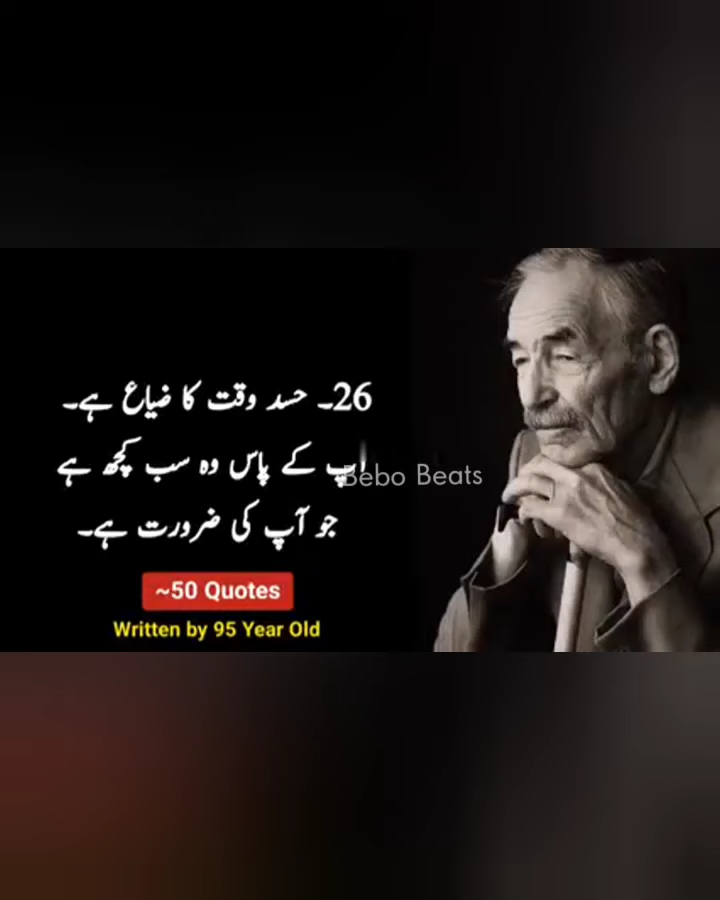 26۔ حسد وقت کا ضیاع ہے۔
آپ کے پاس وہ سب کچھ ہے
Bebo Beats
جو آپ کی ضرورت ہے۔
~50 Quotes
Written by 95 Year Old